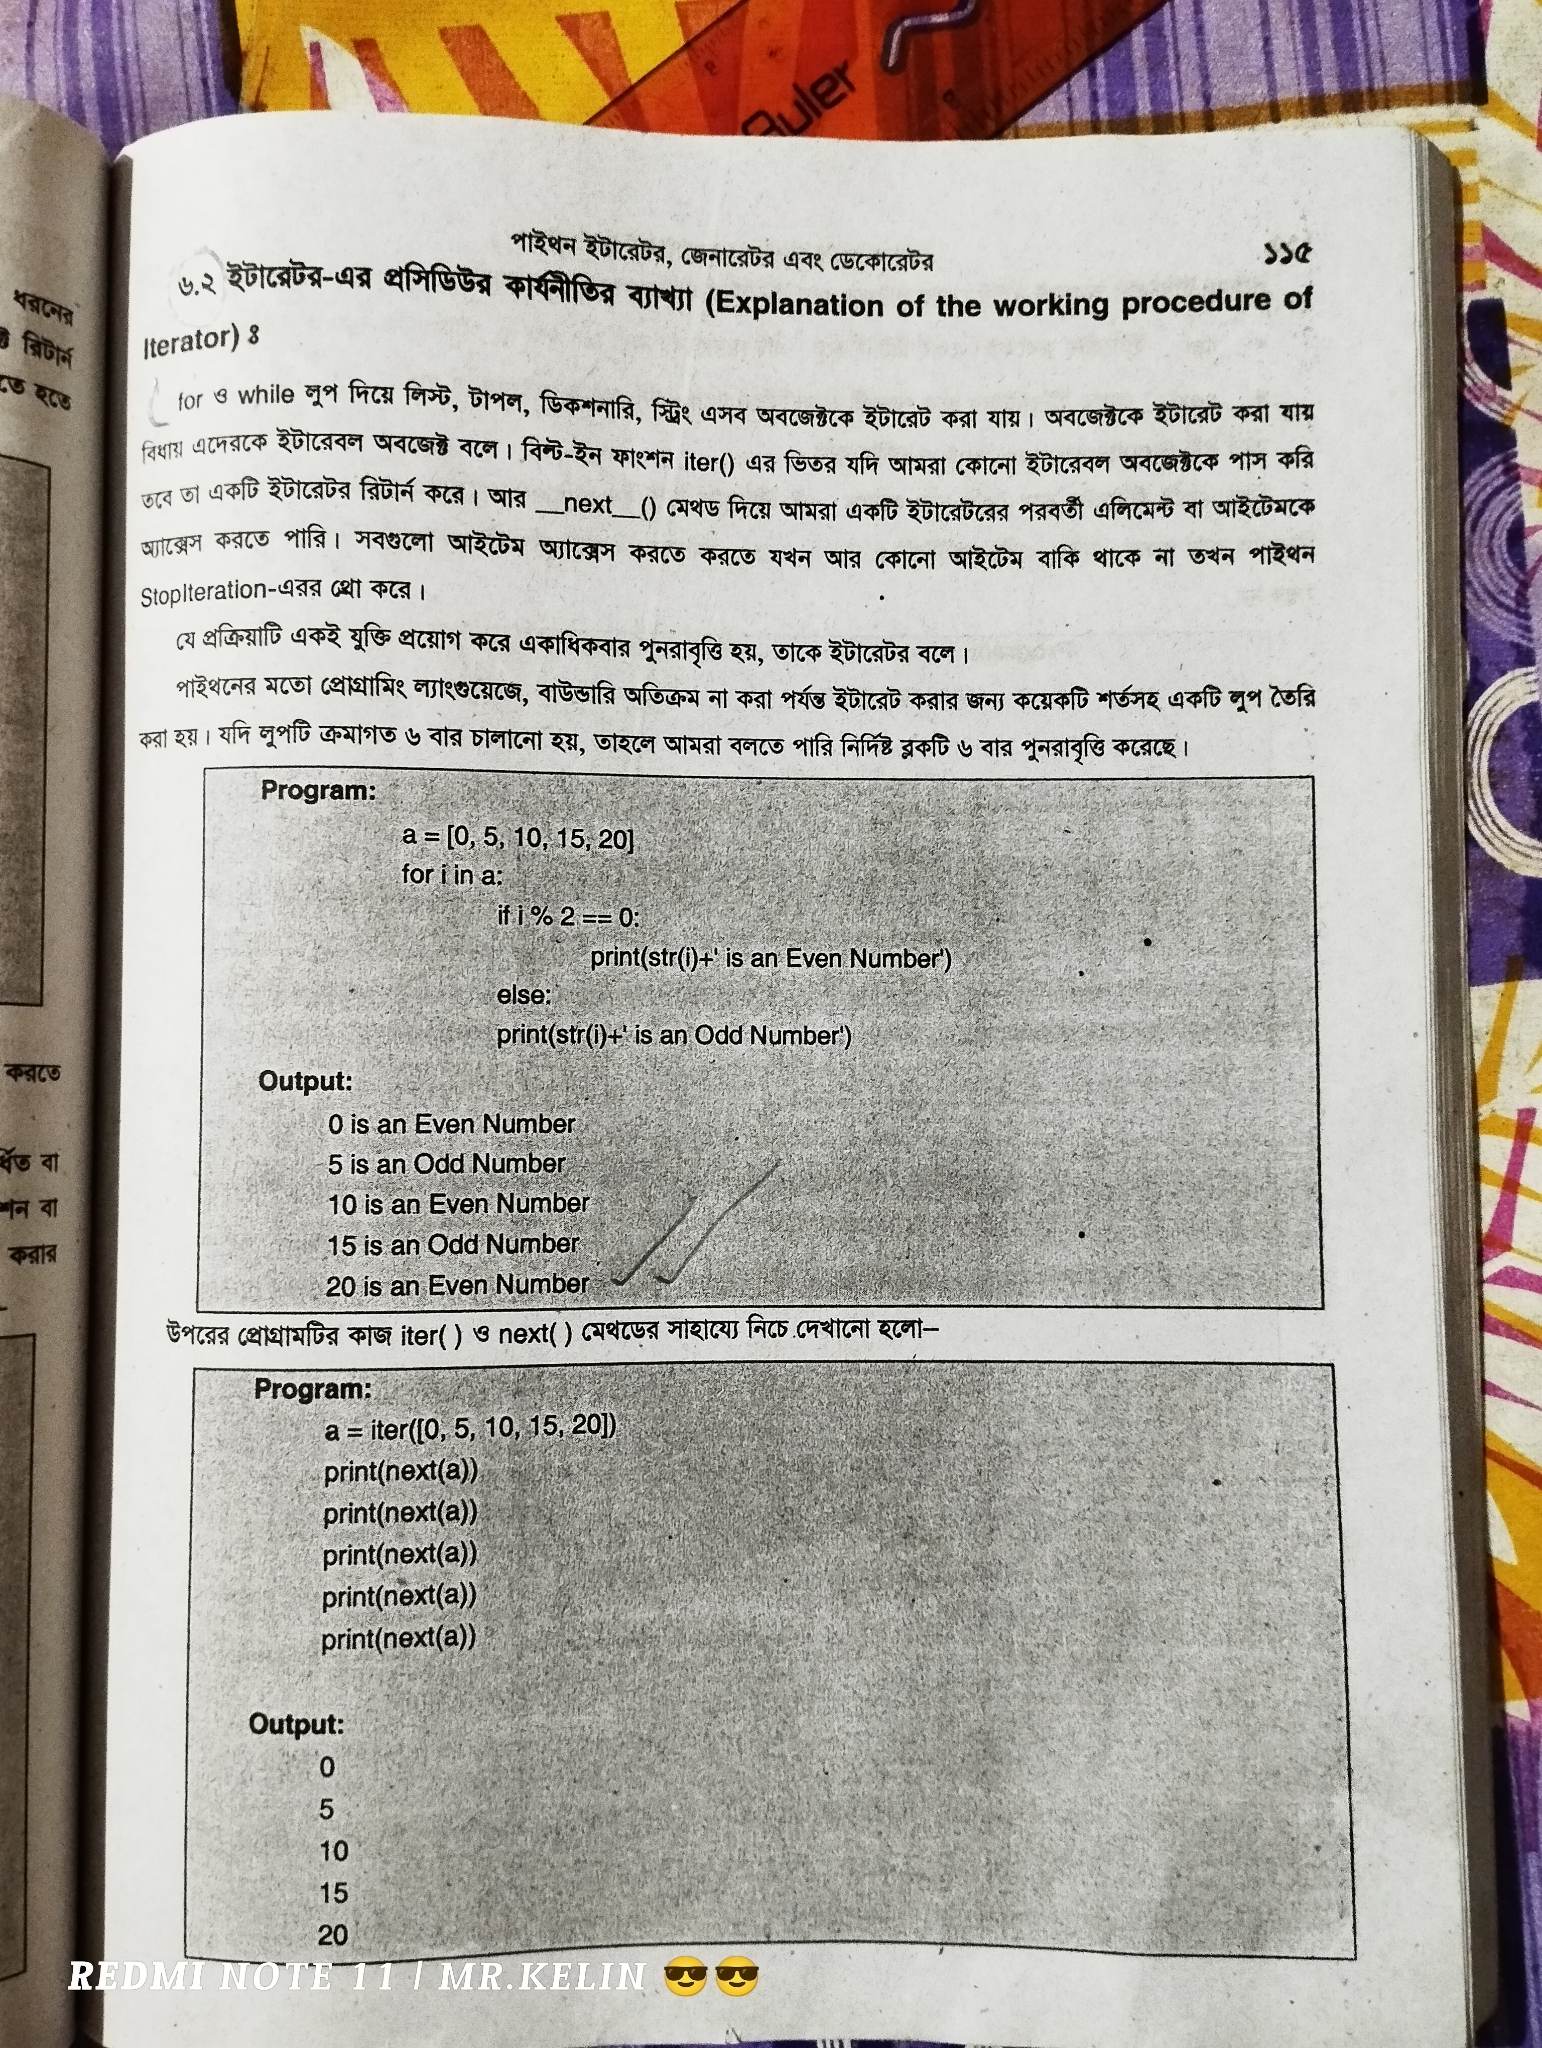 Ruler
পাইথন ইটারেটর, জেনারেটর এবং ডেকোরেটর
১১৫
৬.২ ইটারেটর-এর প্রসিডিউর কার্যনীতির ব্যাখ্যা (Explanation of the working procedure of
Iterator) ঃ
for ও while লুপ দিয়ে লিস্ট, টাপল, ডিকশনারি, স্ট্রিং এসব অবজেক্টকে ইটারেট করা যায়। অবজেক্টকে ইটারেট করা যায়
বিধায় এদেরকে ইটারেবল অবজেক্ট বলে। বিল্ট-ইন ফাংশন iter() এর ভিতর যদি আমরা কোনো ইটারেবল অবজেক্টকে পাস করি
তবে তা একটি ইটারেটর রিটার্ন করে। আর __next__() মেথড দিয়ে আমরা একটি ইটারেটরের পরবর্তী এলিমেন্ট বা আইটেমকে
অ্যাক্সেস করতে পারি। সবগুলো আইটেম অ্যাক্সেস করতে করতে যখন আর কোনো আইটেম বাকি থাকে না তখন পাইথন
StopIteration-এরর থ্রো করে।
যে প্রক্রিয়াটি একই যুক্তি প্রয়োগ করে একাধিকবার পুনরাবৃত্তি হয়, তাকে ইটারেটর বলে।
পাইথনের মতো প্রোগ্রামিং ল্যাংগুয়েজে, বাউন্ডারি অতিক্রম না করা পর্যন্ত ইটারেট করার জন্য কয়েকটি শর্তসহ একটি লুপ তৈরি
করা হয়। যদি লুপটি ক্রমাগত ৬ বার চালানো হয়, তাহলে আমরা বলতে পারি নির্দিষ্ট ব্লকটি ৬ বার পুনরাবৃত্তি করেছে।
Program:
a = [0, 5, 10, 15, 20]
for i in a:
if i % 2 == 0:
print(str(i)+' is an Even Number')
else:
print(str(i)+' is an Odd Number')
Output:
0 is an Even Number
5 is an Odd Number
10 is an Even Number
15 is an Odd Number
20 is an Even Number
উপরের প্রোগ্রামটির কাজ iter( ) ও next( ) মেথডের সাহায্যে নিচে দেখানো হলো–
Program:
a = iter([0, 5, 10, 15, 20])
print(next(a))
print(next(a))
print(next(a))
print(next(a))
print(next(a))
Output:
0
5
10
15
20
ধরনের
রিটার্ন
হতে
করতে
বা
বা
করার
REDMI NOTE 11 | MR.KELIN 😎😎